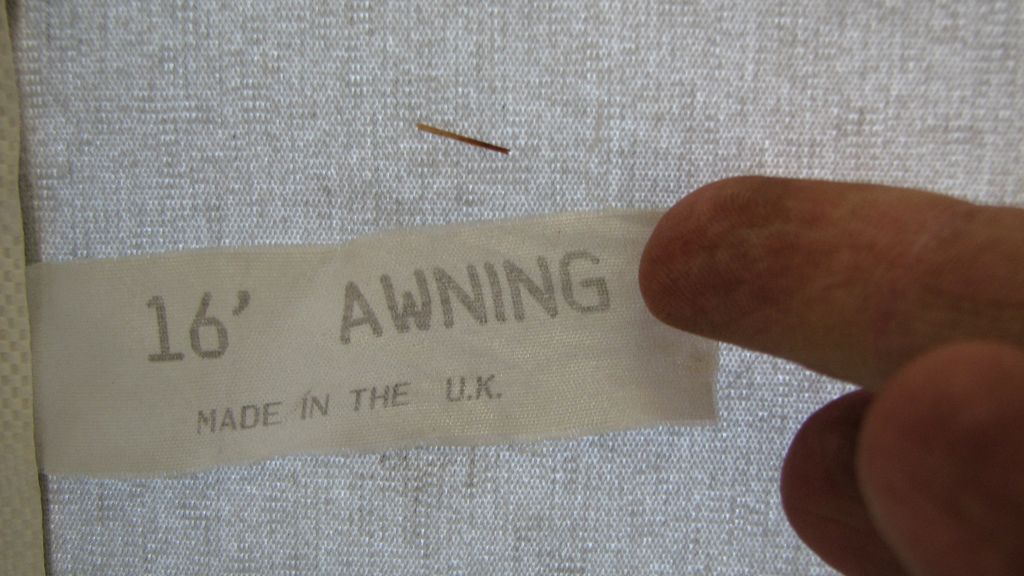 16’ AWNING
MADE IN THE U.K.